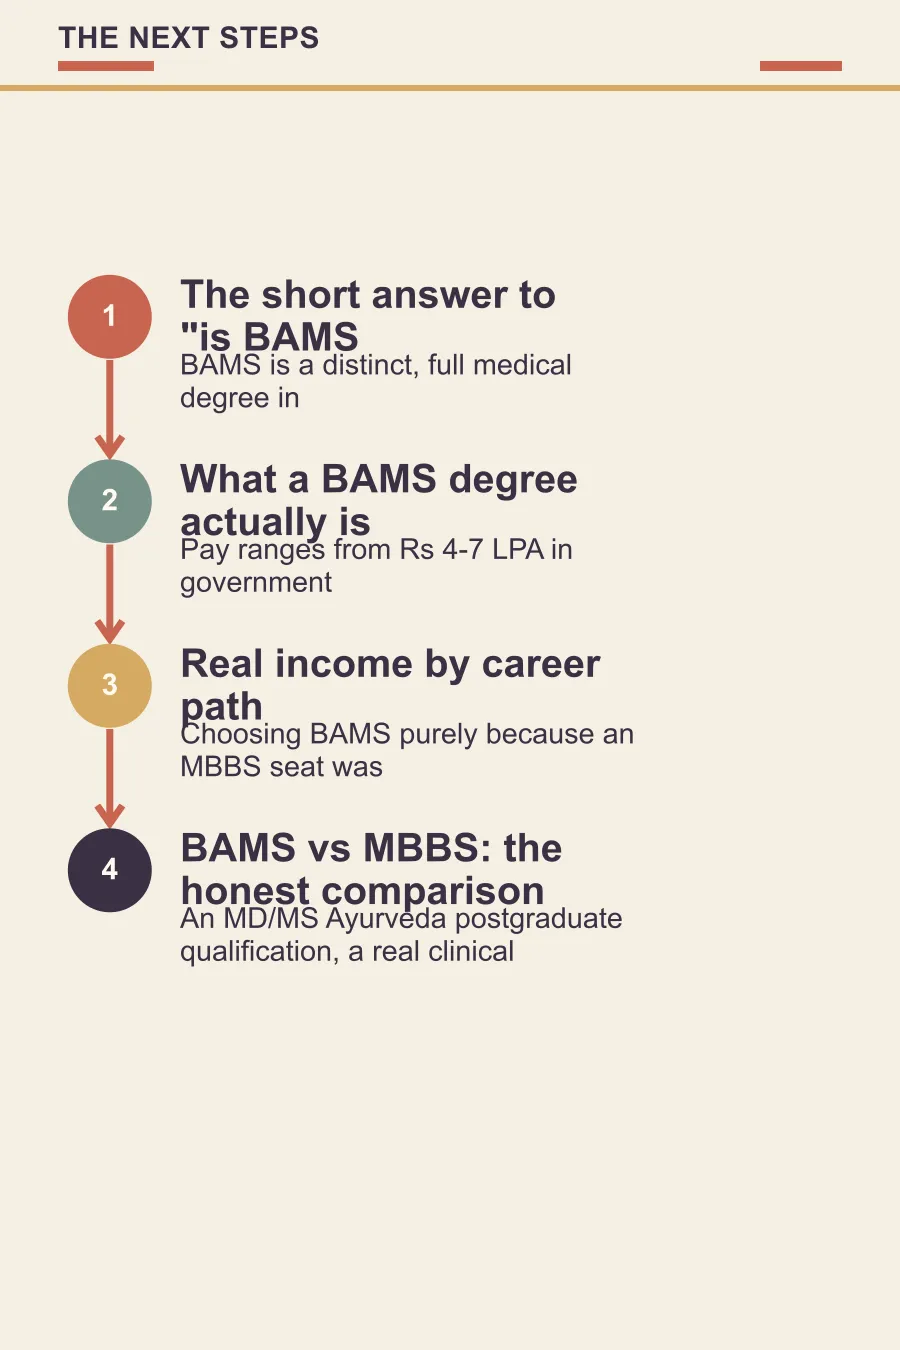 THE NEXT STEPS
1
The short answer to
"is BAMS
BAMS is a distinct, full medical
degree in
2
What a BAMS degree
actually is
Pay ranges from Rs 4-7 LPA in
government
3
Real income by career
path
Choosing BAMS purely because an
MBBS seat was
4
BAMS vs MBBS: the
honest comparison
An MD/MS Ayurveda postgraduate
qualification, a real clinical